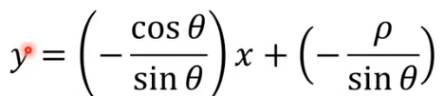 y = (− cos θ / sin θ) x + (− ρ / sin θ)